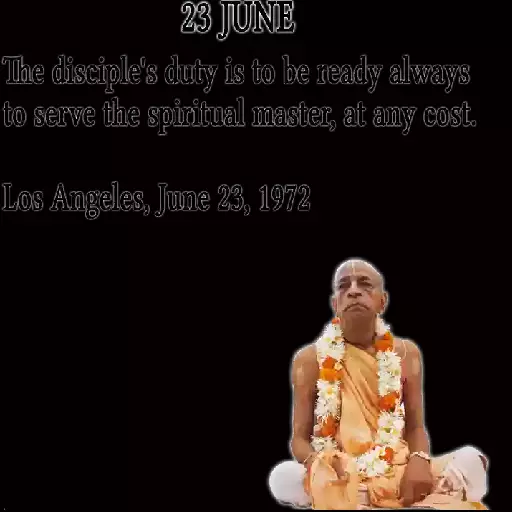 23 JUNE
The disciple's duty is to be ready always
to serve the spiritual master, at any cost.
Los Angeles, June 23, 1972